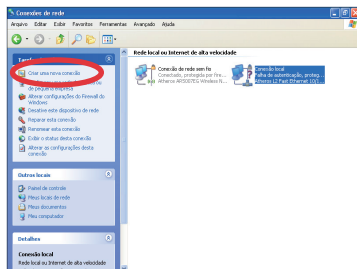 Conexões de rede
Arquivo Editar Exibir Favoritos Ferramentas Avançado Ajuda
Pesquisar
Rede local ou Internet de alta velocidade
Criar uma nova conexão
de pequena empresa
Alterar configurações do Firewall do
Windows
Desative este dispositivo de rede
Reparar esta conexão
Renomear esta conexão
Exibir o status desta conexão
Alterar as configurações desta
conexão
Conexão de rede sem fio
Conectado, protegida por fire...
Atheros AR5007EG Wireless N...
Conexão local
Falha de autenticação, proteg...
Atheros L2 Fast Ethernet 10/1...
Outros locais
Painel de controle
Meus locais de rede
Meus documentos
Meu computador
Detalhes
Conexão local
Rede local ou Internet de alta velocidade